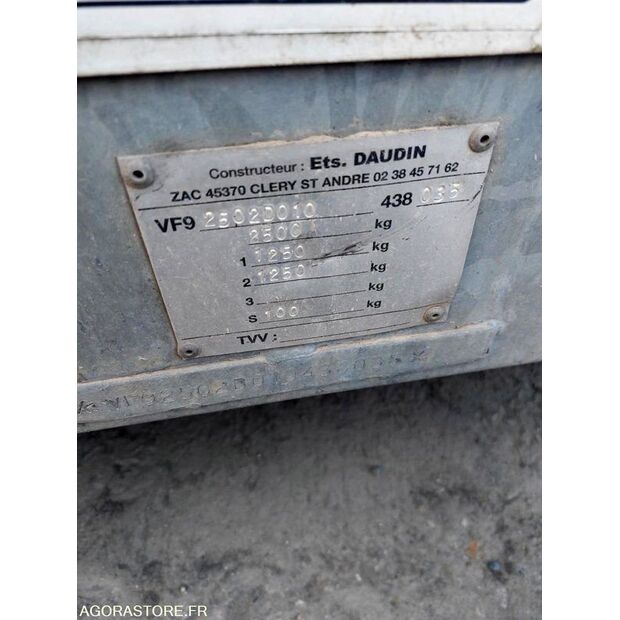 Constructeur : Ets. DAUDIN
ZAC 45370 CLERY ST ANDRE 02 38 45 71 62
VF9 2502D010 438 035
2500 kg
1 1250 kg
2 1250 kg
3 kg
S 100 kg
TVV :
AGORASTORE.FR